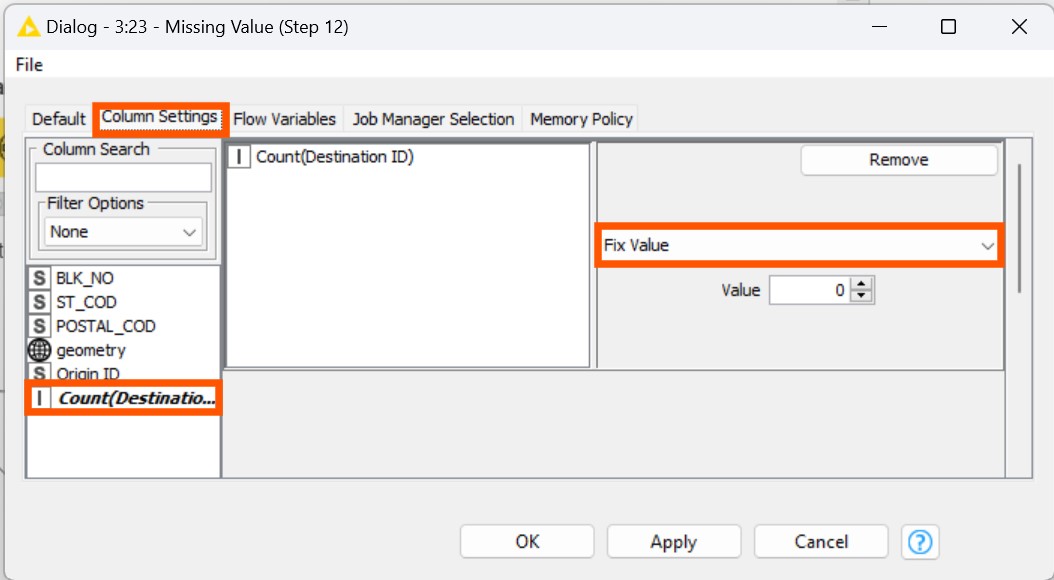 Dialog - 3:23 - Missing Value (Step 12)
File
Default Column Settings Flow Variables Job Manager Selection Memory Policy
Column Search
Filter Options
None
S BLK_NO
S ST_COD
S POSTAL_COD
geometry
S Origin ID
I Count(Destinatio...
I Count(Destination ID)
Remove
Fix Value
Value 0
OK Apply Cancel ?